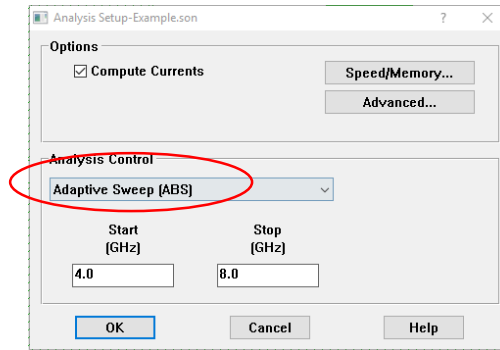 Analysis Setup-Example.son
Options
Compute Currents
Speed/Memory...
Advanced...
Analysis Control
Adaptive Sweep (ABS)
Start Stop
(GHz) (GHz)
4.0 8.0
OK Cancel Help